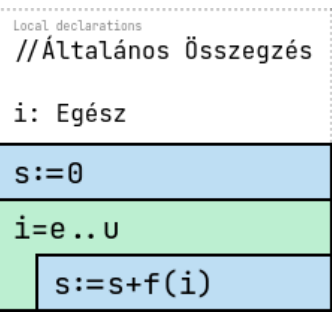 Local declarations
//Általános Összegzés
i: Egész
s:=0
i=e..u
s:=s+f(i)